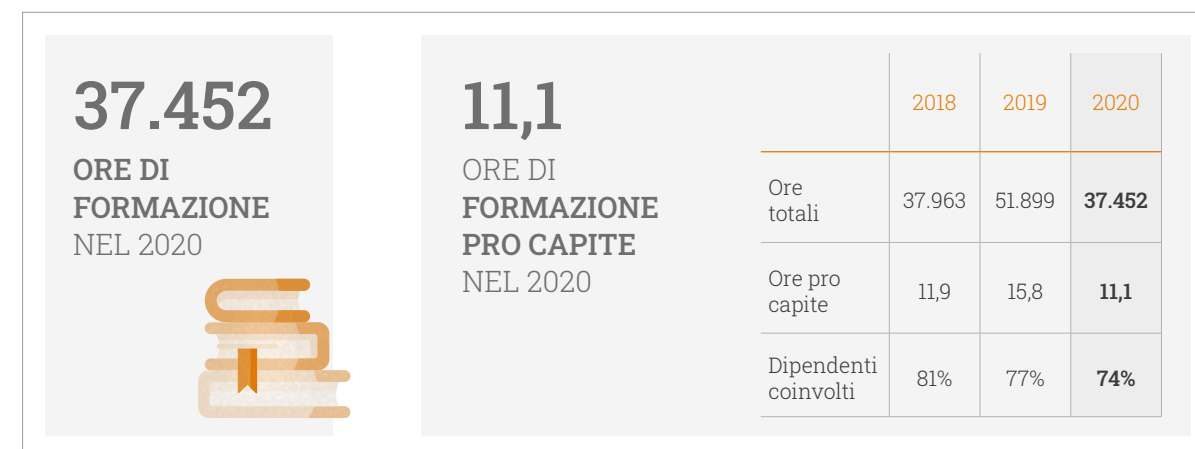 37.452
ORE DI
FORMAZIONE
NEL 2020
11,1
ORE DI
FORMAZIONE
PRO CAPITE
NEL 2020
2018 2019 2020
Ore
totali
37.963 51.899 37.452
Ore pro
capite
11,9 15,8 11,1
Dipendenti
coinvolti
81% 77% 74%